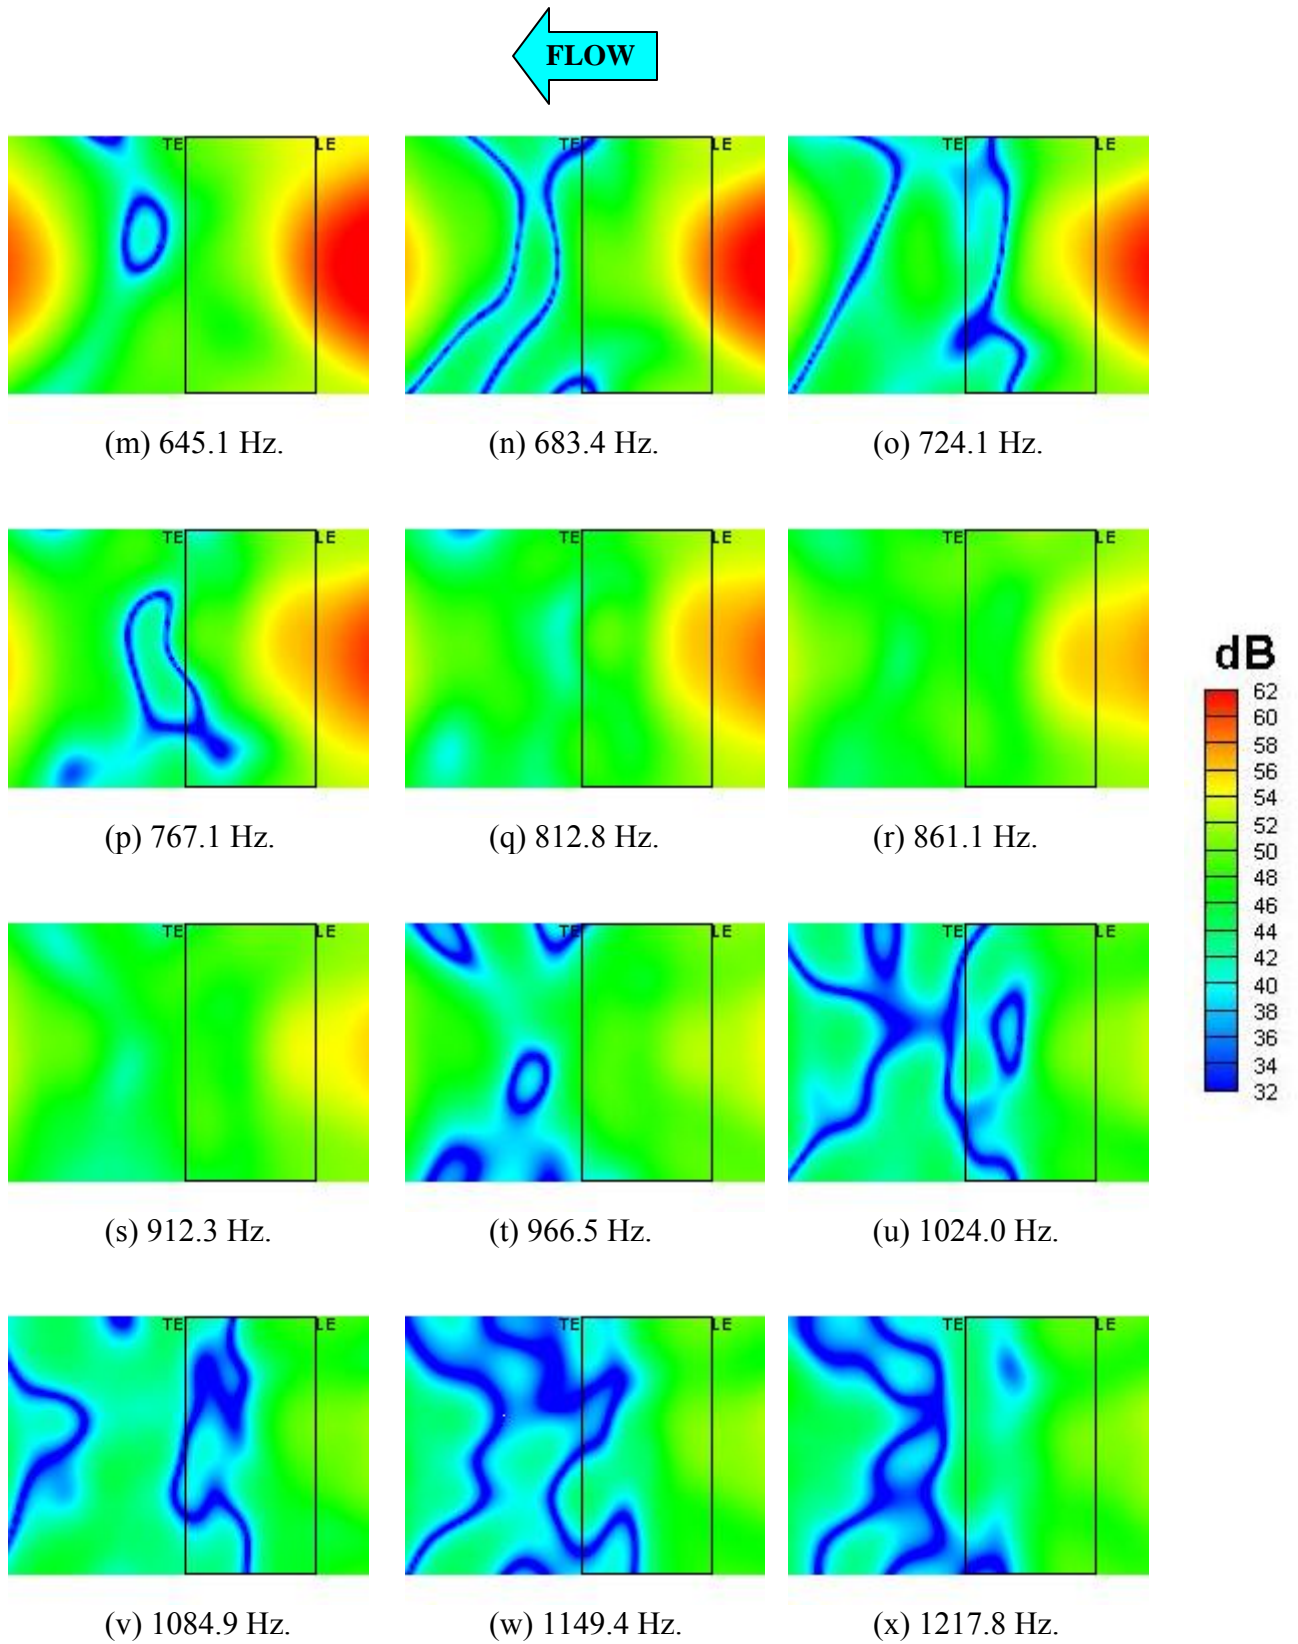 FLOW
TE LE TE LE TE LE
(m) 645.1 Hz. (n) 683.4 Hz. (o) 724.1 Hz.
TE LE TE LE TE LE
(p) 767.1 Hz. (q) 812.8 Hz. (r) 861.1 Hz.
dB
62
60
58
56
54
52
50
48
46
44
42
40
38
36
34
32
TE LE TE LE TE LE
(s) 912.3 Hz. (t) 966.5 Hz. (u) 1024.0 Hz.
TE LE TE LE TE LE
(v) 1084.9 Hz. (w) 1149.4 Hz. (x) 1217.8 Hz.